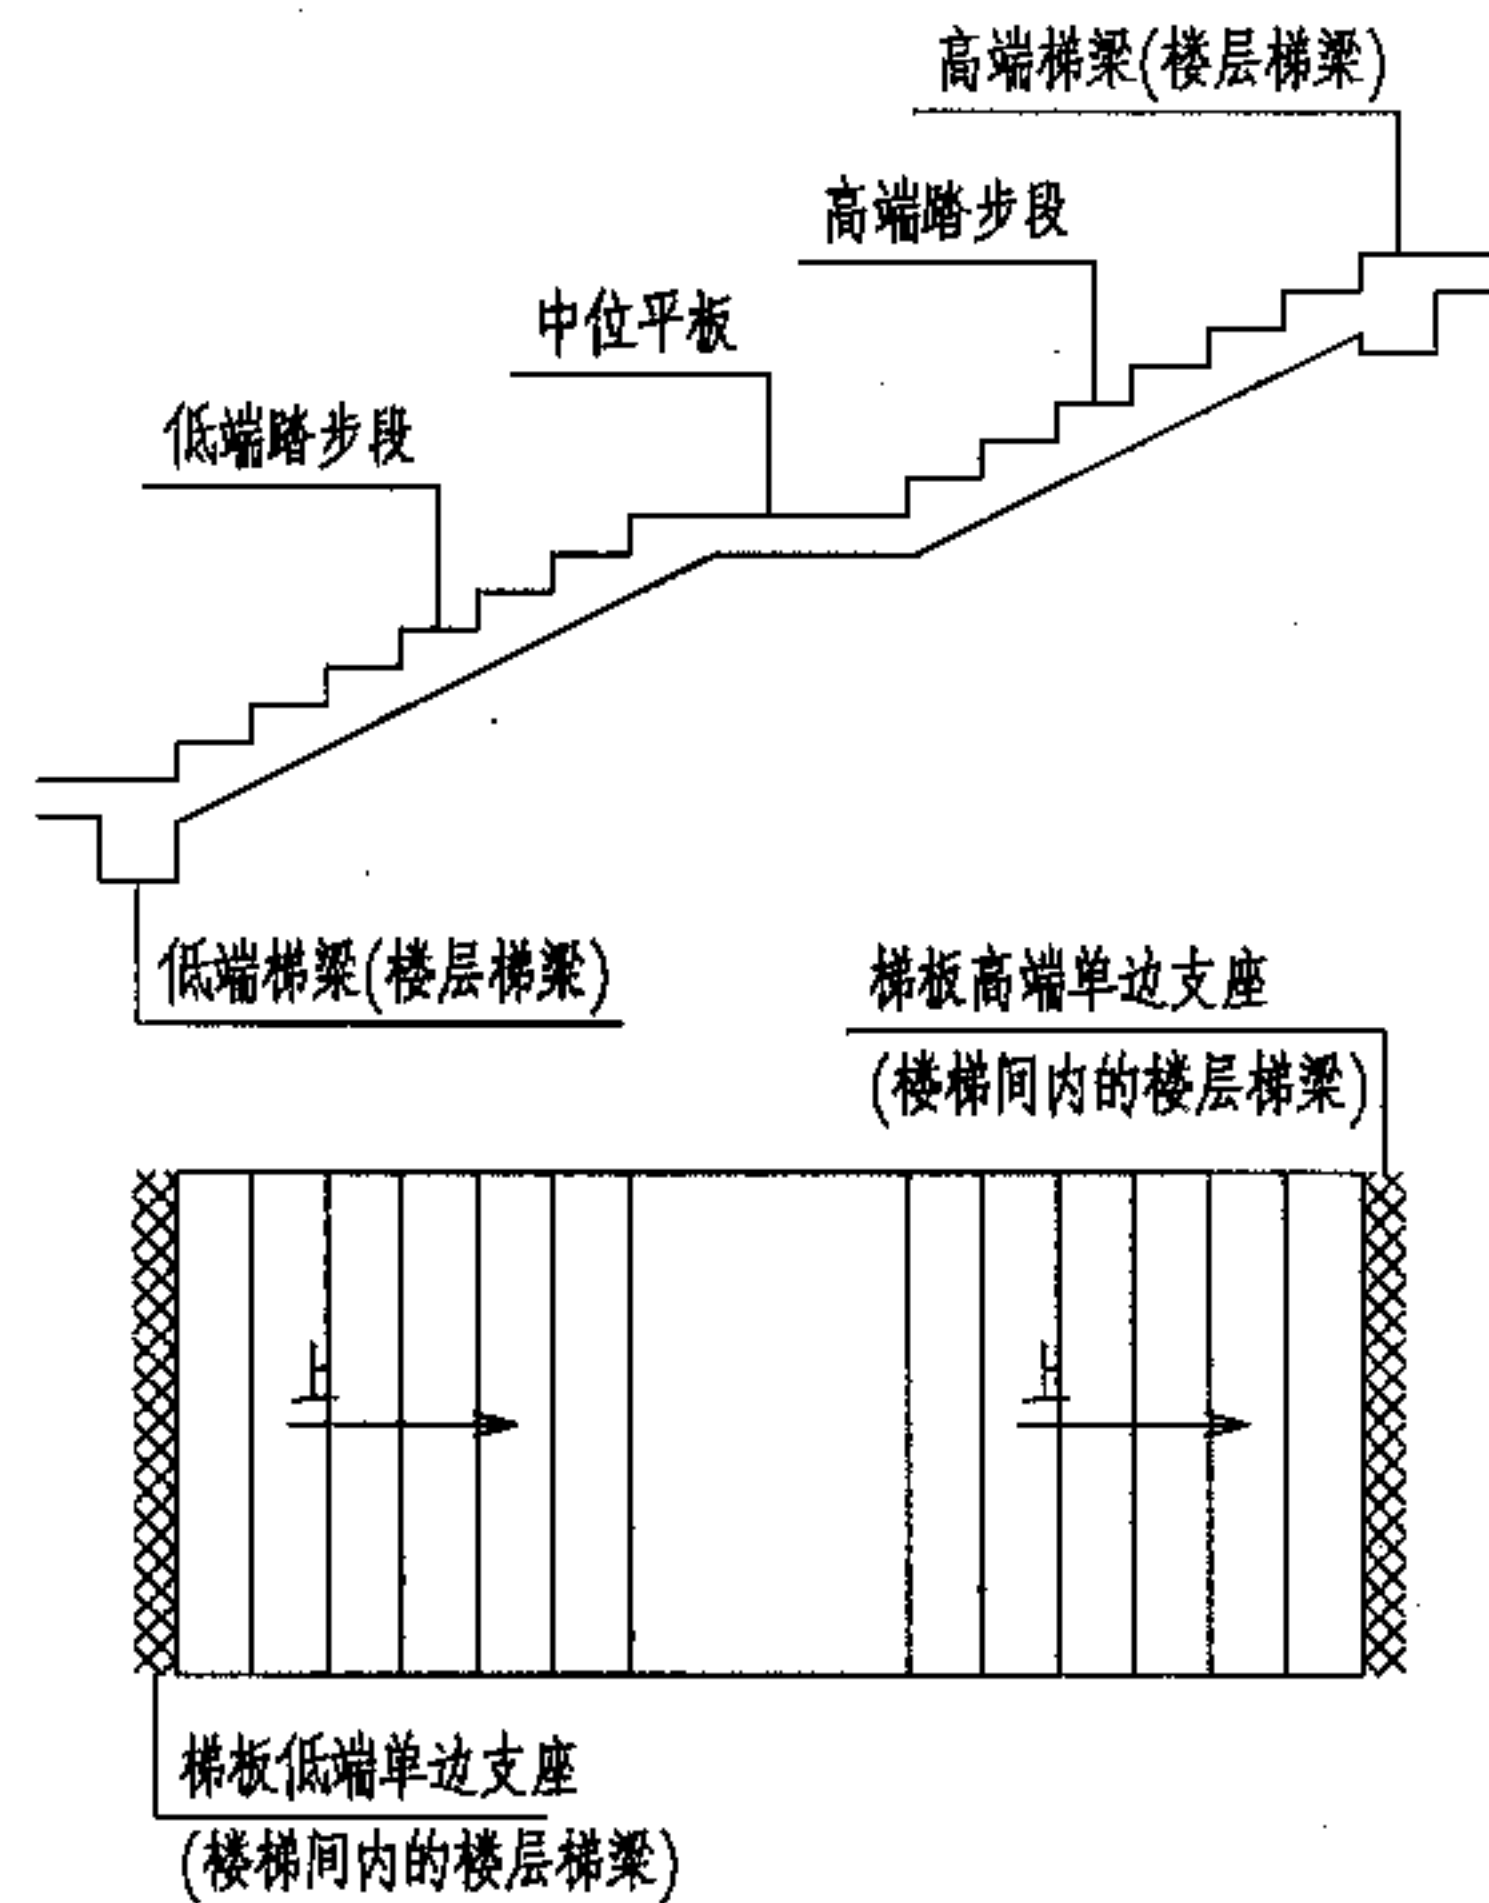 高端梯梁(楼层梯梁)
高端踏步段
中位平板
低端踏步段
低端梯梁(楼层梯梁)
梯板高端单边支座
(楼梯间内的楼层梯梁)
上
上
梯板低端单边支座
(楼梯间内的楼层梯梁)